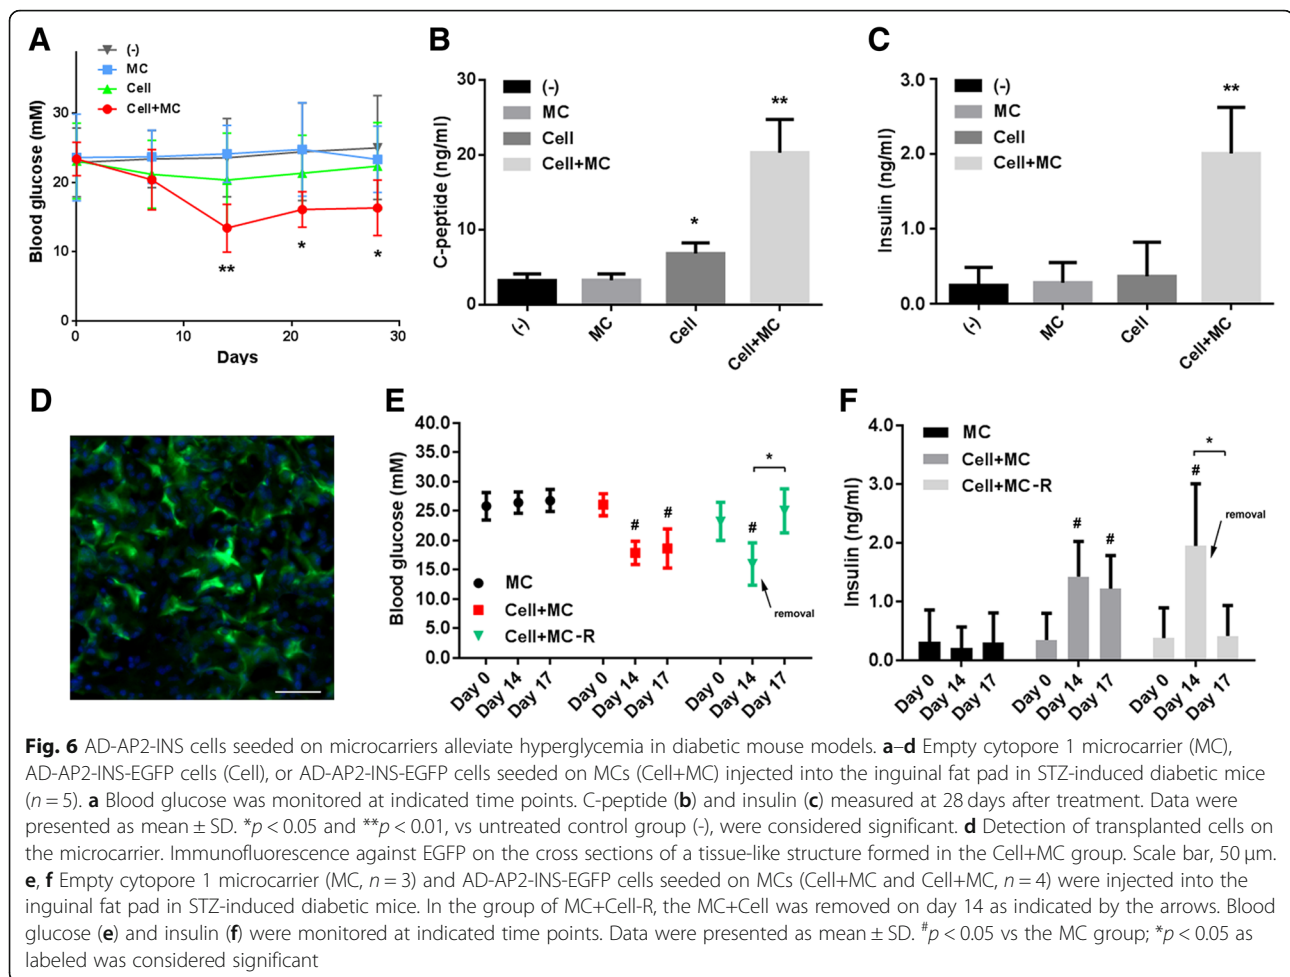 A
(-)
MC
Cell
Cell+MC
Blood glucose (mM)
30
20
10
0
0
10
20
30
Days
B
(-)
MC
Cell
Cell+MC
C-peptide (ng/ml)
30
20
10
0
*
**
(-)
MC
Cell
Cell+MC
C
(-)
MC
Cell
Cell+MC
Insulin (ng/ml)
3.0
2.0
1.0
0.0
**
(-)
MC
Cell
Cell+MC
**
*
*
D
E
Blood glucose (mM)
40.0
35.0
30.0
25.0
20.0
15.0
10.0
5.0
0.0
MC
Cell+MC
Cell+MC-R
# # # *
removal
Day 0 Day 14 Day 17 Day 0 Day 14 Day 17 Day 0 Day 14 Day 17
F
MC
Cell+MC
Cell+MC-R
Insulin (ng/ml)
4.0
3.0
2.0
1.0
0.0
# # # *
removal
Day 0 Day 14 Day 17 Day 0 Day 14 Day 17 Day 0 Day 14 Day 17
Fig. 6 AD-AP2-INS cells seeded on microcarriers alleviate hyperglycemia in diabetic mouse models. a–d Empty cytopore 1 microcarrier (MC),
AD-AP2-INS-EGFP cells (Cell), or AD-AP2-INS-EGFP cells seeded on MCs (Cell+MC) injected into the inguinal fat pad in STZ-induced diabetic mice
(n = 5). a Blood glucose was monitored at indicated time points. C-peptide (b) and insulin (c) measured at 28 days after treatment. Data were
presented as mean ± SD. *p < 0.05 and **p < 0.01, vs untreated control group (-), were considered significant. d Detection of transplanted cells on
the microcarrier. Immunofluorescence against EGFP on the cross sections of a tissue-like structure formed in the Cell+MC group. Scale bar, 50 μm.
e, f Empty cytopore 1 microcarrier (MC, n = 3) and AD-AP2-INS-EGFP cells seeded on MCs (Cell+MC and Cell+MC, n = 4) were injected into the
inguinal fat pad in STZ-induced diabetic mice. In the group of MC+Cell-R, the MC+Cell was removed on day 14 as indicated by the arrows. Blood
glucose (e) and insulin (f) were monitored at indicated time points. Data were presented as mean ± SD. #p < 0.05 vs the MC group; *p < 0.05 as
labeled was considered significant